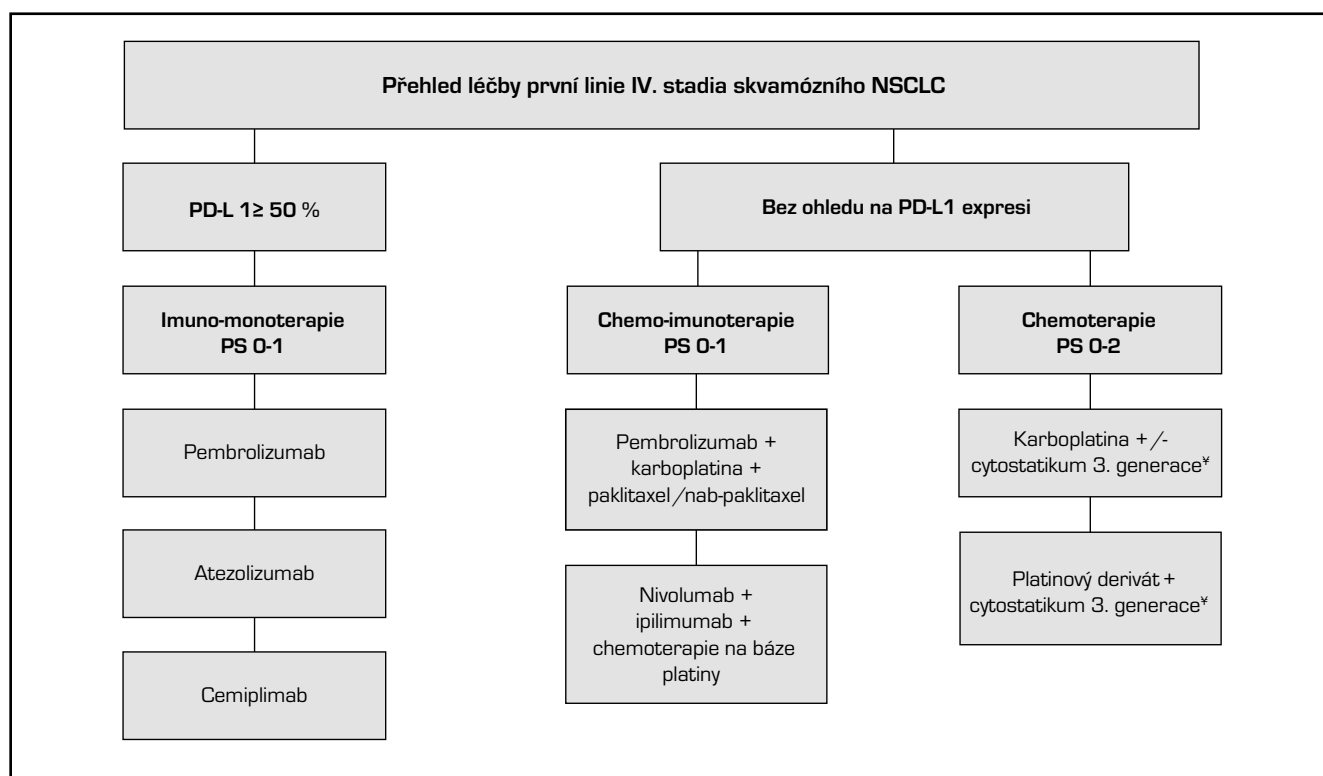 Přehled léčby první linie IV. stadia skvamózního NSCLC
PD-L 1≥ 50 %
Bez ohledu na PD-L1 expresi
Imuno-monoterapie
PS 0-1
Chemo-imunoterapie
PS 0-1
Chemoterapie
PS 0-2
Pembrolizumab
Pembrolizumab +
karboplatina +
paklitaxel/nab-paklitaxel
Karboplatina +/-
cytostatikum 3. generace¥
Atezolizumab
Nivolumab +
ipilimumab +
chemoterapie na báze
platiny
Platinový derivát +
cytostatikum 3. generace¥
Cemiplimab